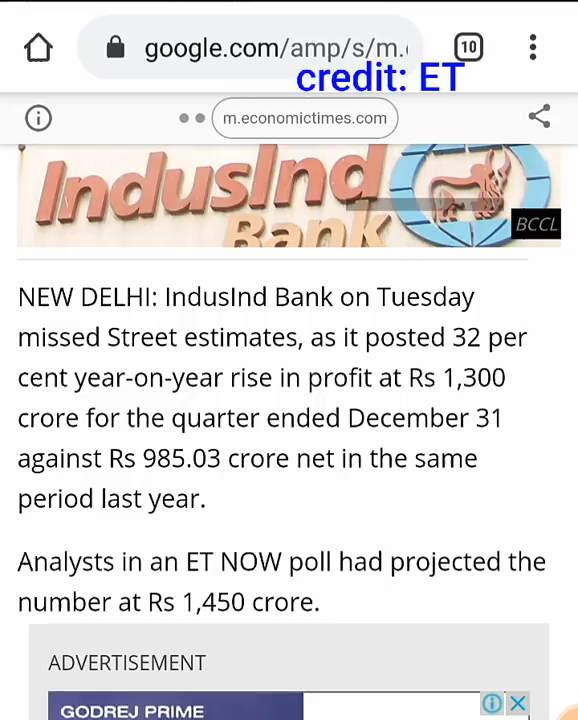 google.com/amp/s/m.
10
credit: ET
m.economictimes.com
IndusInd
Bank
BCCL
NEW DELHI: IndusInd Bank on Tuesday
missed Street estimates, as it posted 32 per
cent year-on-year rise in profit at Rs 1,300
crore for the quarter ended December 31
against Rs 985.03 crore net in the same
period last year.
Analysts in an ET NOW poll had projected the
number at Rs 1,450 crore.
ADVERTISEMENT
GODREJ PRIME